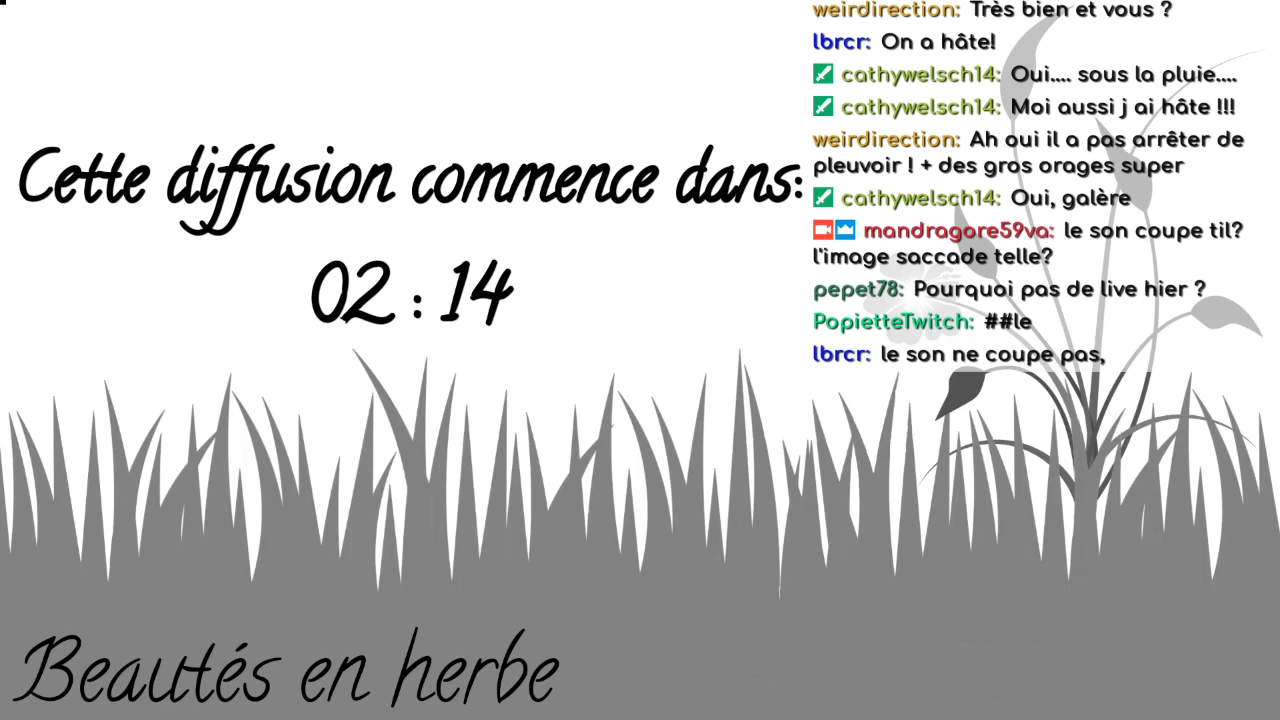 Cette diffusion commence dans:
02 : 14
weirdirection: Très bien et vous ?
lbrcr: On a hâte!
cathywelsch14: Oui.... sous la pluie....
cathywelsch14: Moi aussi j ai hâte !!!
weirdirection: Ah oui il a pas arrêter de
pleuvoir ! + des gros orages super
cathywelsch14: Oui, galère
mandragore59va: le son coupe til?
l'image saccade telle?
pepet78: Pourquoi pas de live hier ?
PopietteTwitch: ##le
lbrcr: le son ne coupe pas,
Beautés en herbe